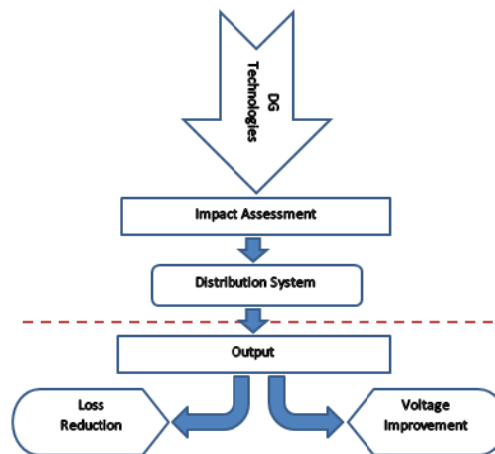 DG
Technologies
Impact Assessment
Distribution System
Output
Loss
Reduction
Voltage
Improvement